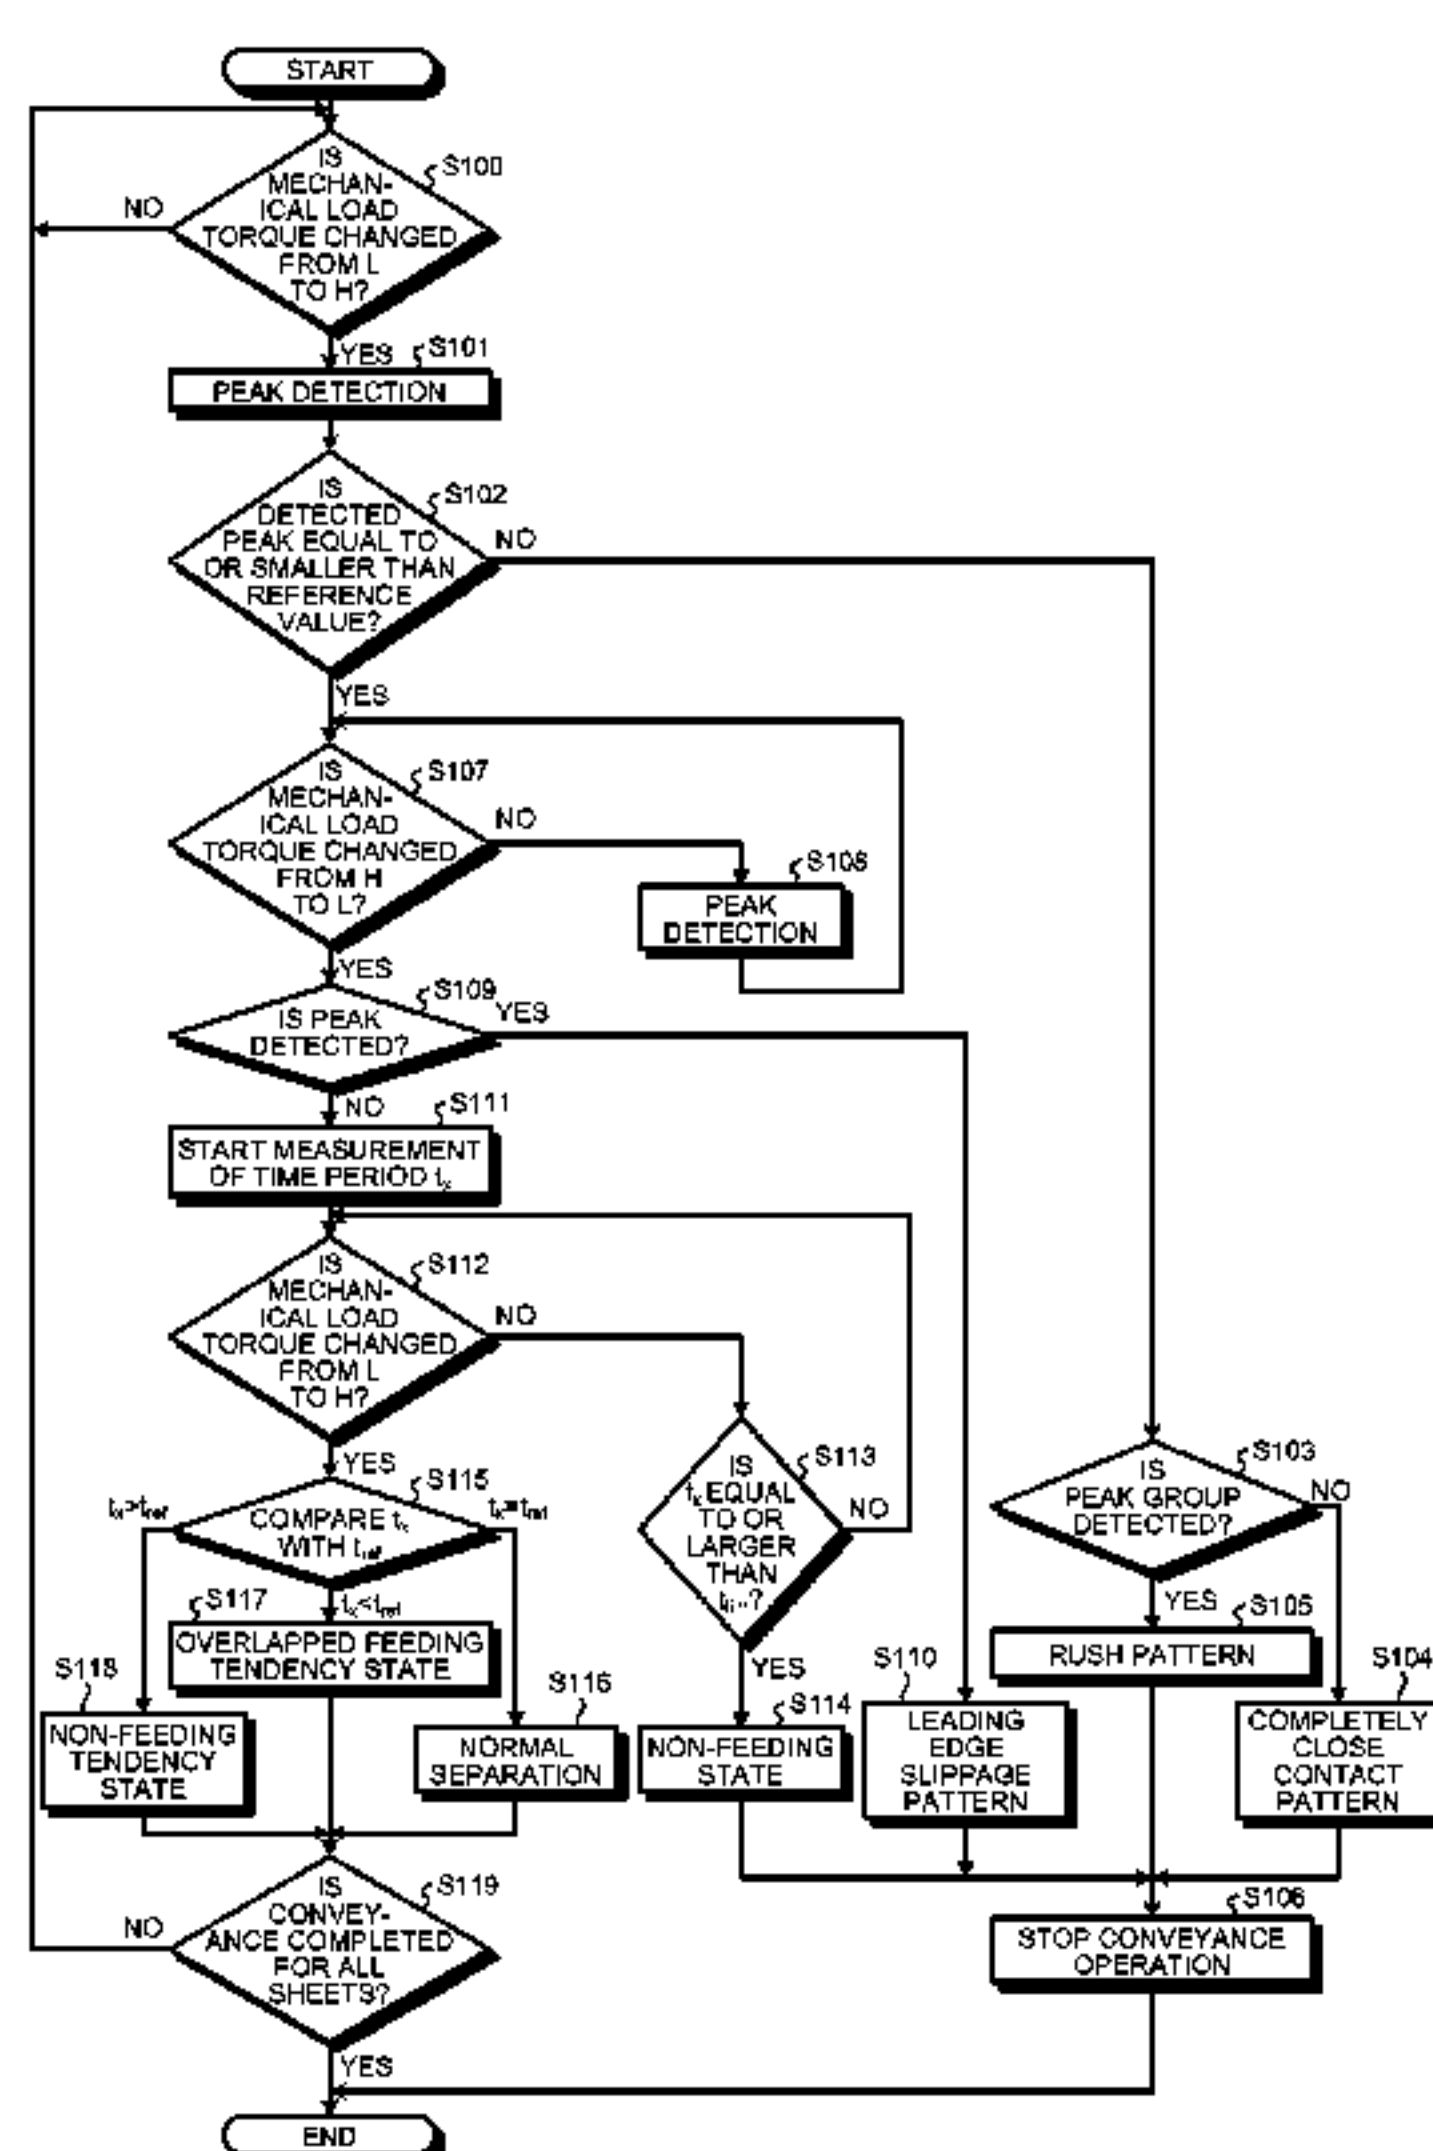 START
IS
MECHAN-
ICAL LOAD
TORQUE CHANGED
FROM L
TO H?
S100
NO
YES
S101
PEAK DETECTION
IS
DETECTED
PEAK EQUAL TO
OR SMALLER THAN
REFERENCE
VALUE?
S102
NO
YES
IS
MECHAN-
ICAL LOAD
TORQUE CHANGED
FROM H
TO L?
S107
NO
S108
PEAK
DETECTION
YES
S109
IS PEAK
DETECTED?
YES
NO
S111
START MEASUREMENT
OF TIME PERIOD tx
IS
MECHAN-
ICAL LOAD
TORQUE CHANGED
FROM L
TO H?
S112
NO
YES
S115
COMPARE tx
WITH tref
tx>tref
tx=tref
tx<tref
IS
tx EQUAL
TO OR
LARGER
THAN
S113
NO
YES
IS
PEAK GROUP
DETECTED?
S103
NO
YES
S105
RUSH PATTERN
S117
OVERLAPPED FEEDING
TENDENCY STATE
S118
NON-FEEDING
TENDENCY
STATE
S116
NORMAL
SEPARATION
S114
NON-FEEDING
STATE
S110
LEADING
EDGE
SLIPPAGE
PATTERN
S104
COMPLETELY
CLOSE
CONTACT
PATTERN
IS
CONVEY-
ANCE COMPLETED
FOR ALL
SHEETS?
S119
NO
YES
S106
STOP CONVEYANCE
OPERATION
END